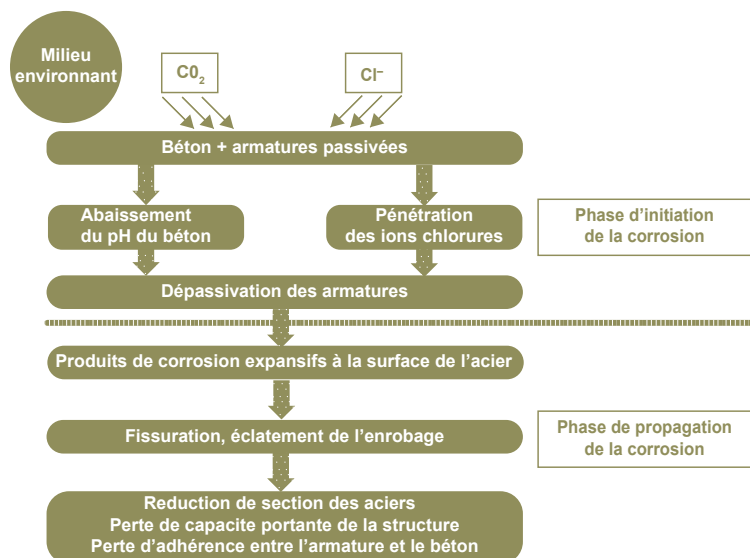 Milieu
environnant
C0₂
Cl⁻
Béton + armatures passivées
Abaissement
du pH du béton
Pénétration
des ions chlorures
Phase d’initiation
de la corrosion
Dépassivation des armatures
Produits de corrosion expansifs à la surface de l’acier
Fissuration, éclatement de l’enrobage
Phase de propagation
de la corrosion
Reduction de section des aciers
Perte de capacite portante de la structure
Perte d’adhérence entre l’armature et le béton